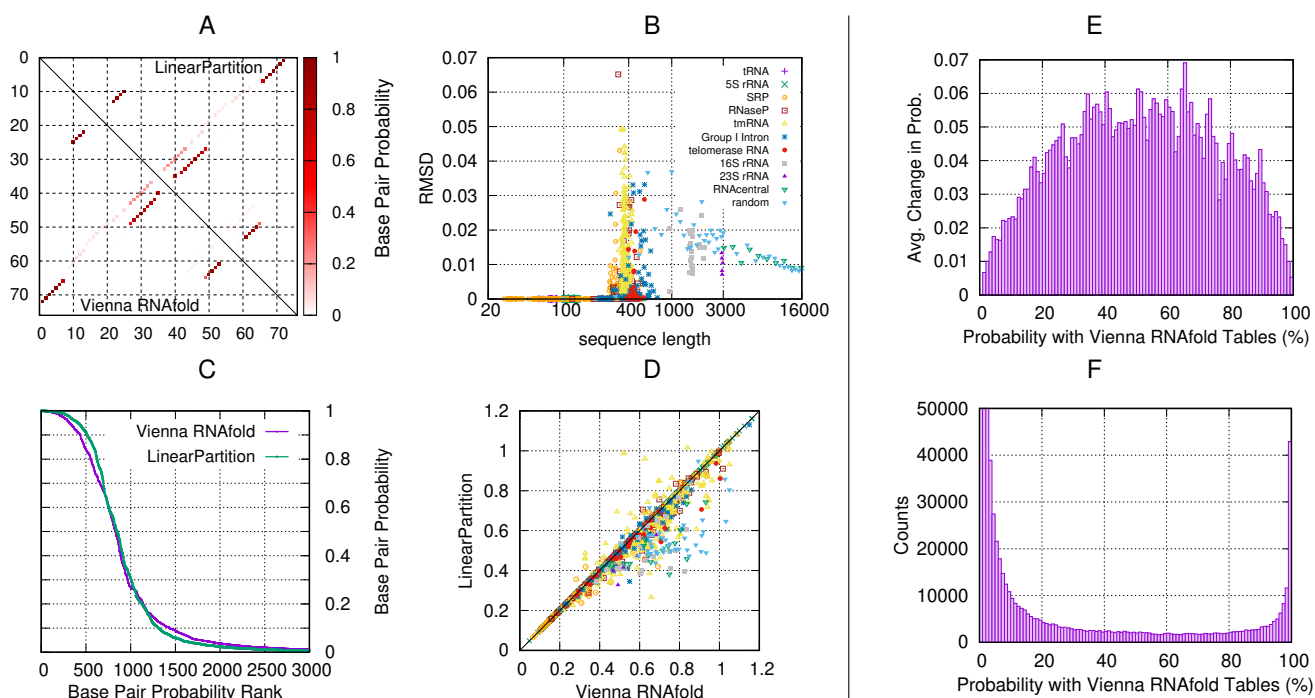 A
LinearPartition
Vienna RNAfold
0
10
20
30
40
50
60
70
0 10 20 30 40 50 60 70
1
0.8
0.6
0.4
0.2
0
Base Pair Probability
B
RMSD
0.07
0.06
0.05
0.04
0.03
0.02
0.01
0
20 100 400 1000 3000 16000
sequence length
tRNA
5S rRNA
SRP
RNaseP
tmRNA
Group I Intron
telomerase RNA
16S rRNA
23S rRNA
RNAcentral
random
E
Avg. Change in Prob.
0.07
0.06
0.05
0.04
0.03
0.02
0.01
0
0 20 40 60 80 100
Probability with Vienna RNAfold Tables (%)
C
Vienna RNAfold
LinearPartition
1
0.8
0.6
0.4
0.2
0
Base Pair Probability
0 500 1000 1500 2000 2500 3000
Base Pair Probability Rank
D
LinearPartition
1.2
1
0.8
0.6
0.4
0.2
0
0 0.2 0.4 0.6 0.8 1 1.2
Vienna RNAfold
F
Counts
50000
40000
30000
20000
10000
0
0 20 40 60 80 100
Probability with Vienna RNAfold Tables (%)